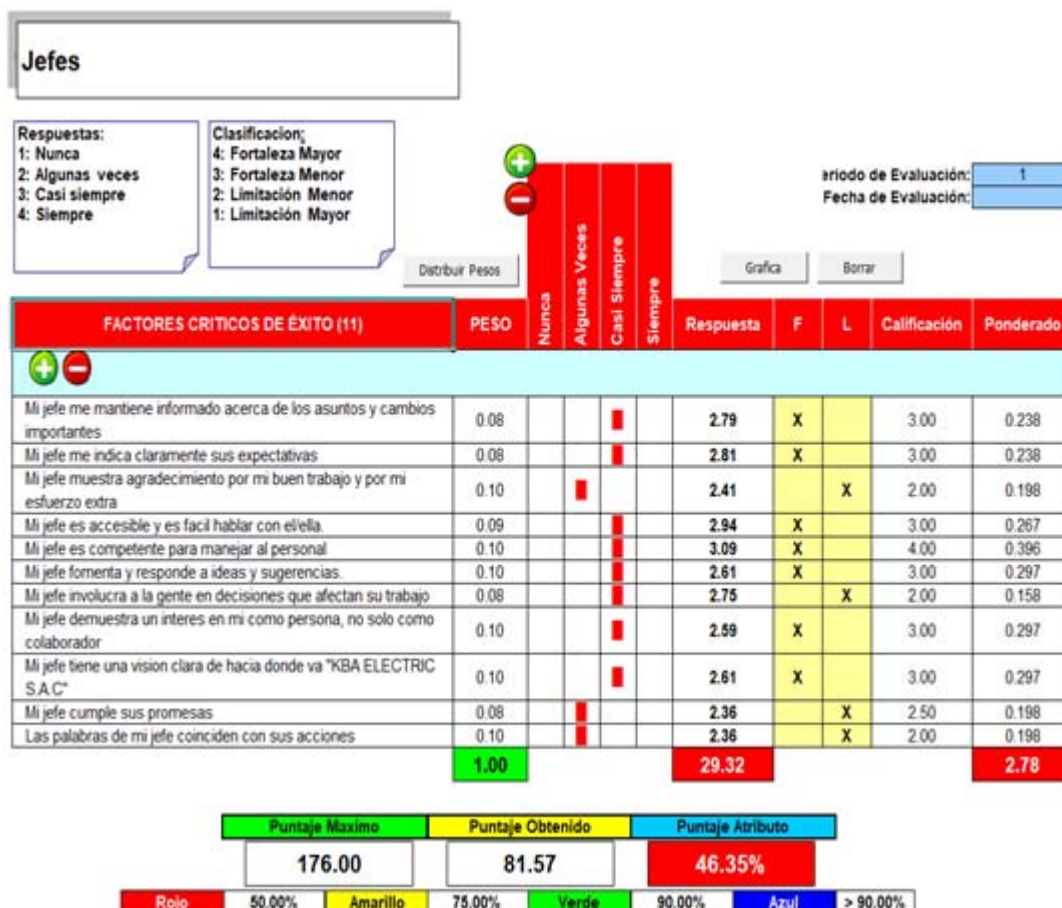 Jefes
Respuestas:
1: Nunca
2: Algunas veces
3: Casi siempre
4: Siempre
Clasificacion;
4: Fortaleza Mayor
3: Fortaleza Menor
2: Limitación Menor
1: Limitación Mayor
eriodo de Evaluación: 1
Fecha de Evaluación:
Distribuir Pesos
Grafica
Borrar
FACTORES CRITICOS DE ÉXITO (11) PESO Nunca Algunas Veces Casi Siempre Siempre Respuesta F L Calificación Ponderado
Mi jefe me mantiene informado acerca de los asuntos y cambios
importantes 0.08 2.79 X 3.00 0.238
Mi jefe me indica claramente sus expectativas 0.08 2.81 X 3.00 0.238
Mi jefe muestra agradecimiento por mi buen trabajo y por mi
esfuerzo extra 0.10 2.41 X 2.00 0.198
Mi jefe es accesible y es facil hablar con el/ella. 0.09 2.94 X 3.00 0.267
Mi jefe es competente para manejar al personal 0.10 3.09 X 4.00 0.396
Mi jefe fomenta y responde a ideas y sugerencias. 0.10 2.61 X 3.00 0.297
Mi jefe involucra a la gente en decisiones que afectan su trabajo 0.08 2.75 X 2.00 0.158
Mi jefe demuestra un interes en mi como persona, no solo como
colaborador 0.10 2.59 X 3.00 0.297
Mi jefe tiene una vision clara de hacia donde va "KBA ELECTRIC
S.A.C" 0.10 2.61 X 3.00 0.297
Mi jefe cumple sus promesas 0.08 2.36 X 2.50 0.198
Las palabras de mi jefe coinciden con sus acciones 0.10 2.36 X 2.00 0.198
1.00 29.32 2.78
Puntaje Maximo Puntaje Obtenido Puntaje Atributo
176.00 81.57 46.35%
Rojo 50.00% Amarillo 75.00% Verde 90.00% Azul > 90.00%